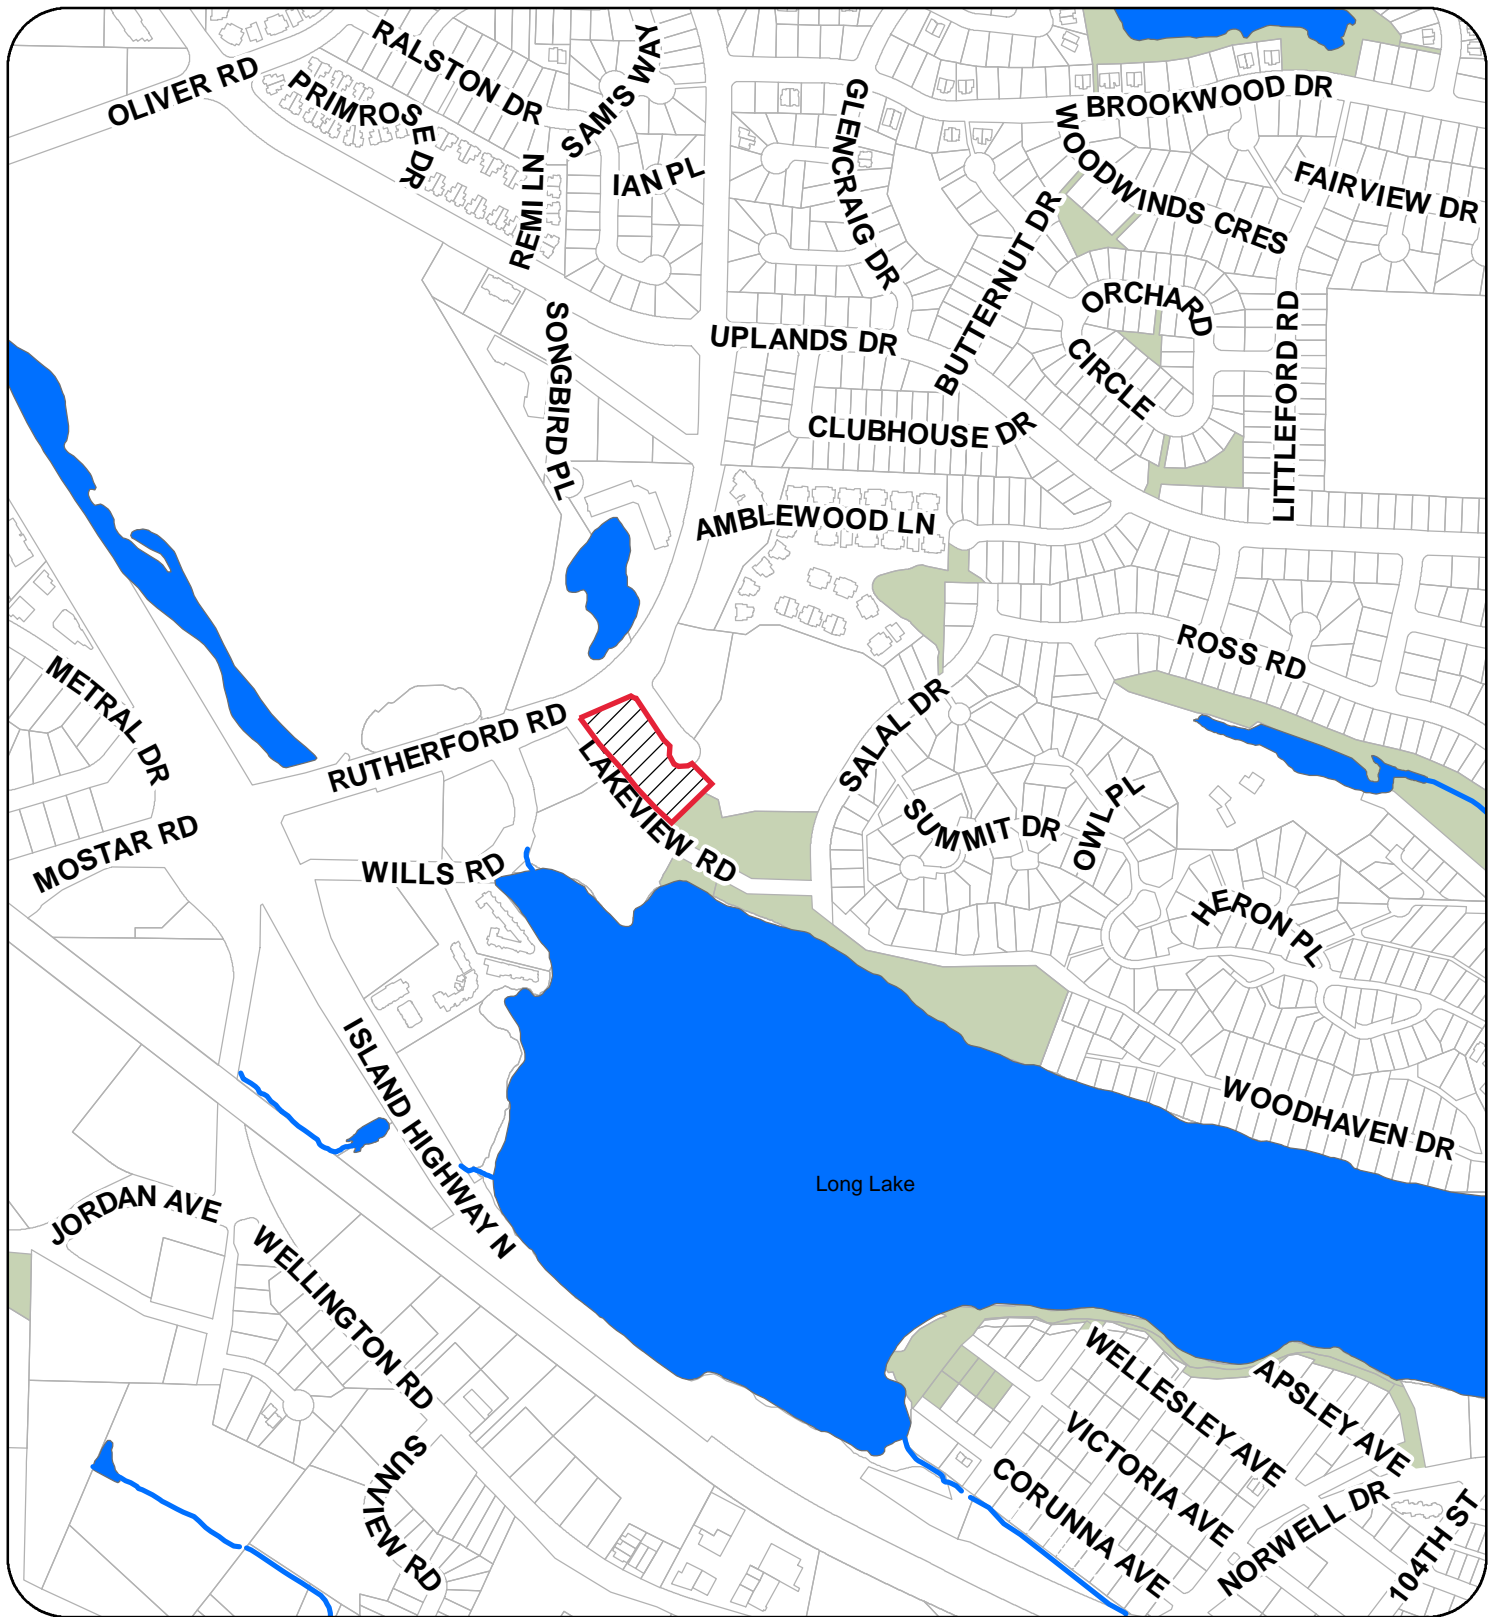 RALSTON DR
SAM'S WAY
OLIVER RD
PRIMROSE DR
GLENCRAIG DR
BROOKWOOD DR
WOODWINDS CRES
FAIRVIEW DR
REMI LN
IAN PL
BUTTERNUT DR
ORCHARD
CIRCLE
LITTLEFORD RD
SONGBIRD PL
UPLANDS DR
CLUBHOUSE DR
AMBLEWOOD LN
ROSS RD
METRAL DR
RUTHERFORD RD
LAKEVIEW RD
SALAL DR
SUMMIT DR
OWL PL
MOSTAR RD
WILLS RD
HERON PL
ISLAND HIGHWAY N
WOODHAVEN DR
Long Lake
JORDAN AVE
WELLINGTON RD
SUNVIEW RD
WELLESLEY AVE
APSLEY AVE
VICTORIA AVE
CORUNNA AVE
NORWELL DR
104TH ST